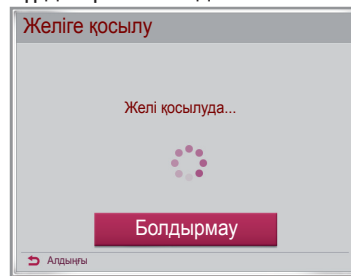 Желіге қосылу
Желі қосылуда...
Болдырмау
Алдыңғы